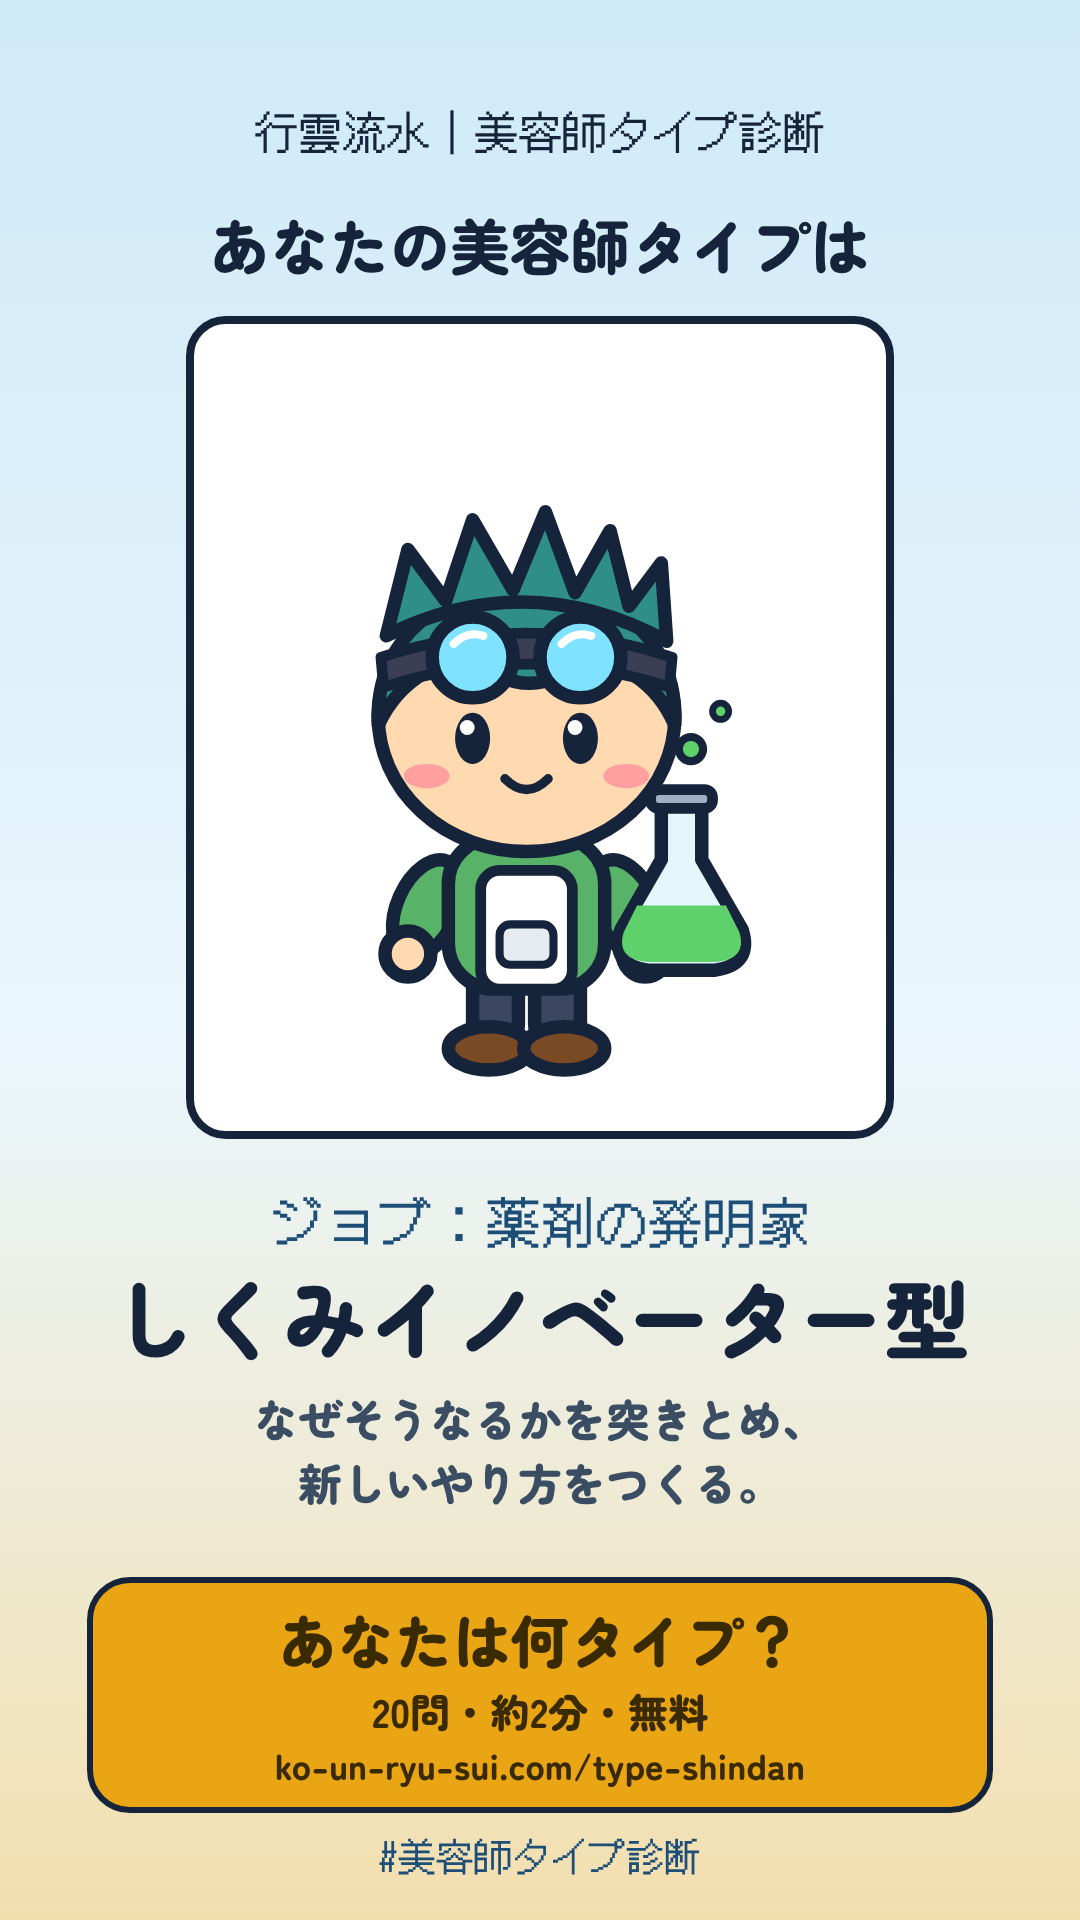 行雲流水｜美容師タイプ診断
あなたの美容師タイプは
ジョブ：薬剤の発明家
しくみイノベーター型
なぜそうなるかを突きとめ、
新しいやり方をつくる。
あなたは何タイプ？
20問・約2分・無料
ko-un-ryu-sui.com/type-shindan
#美容師タイプ診断